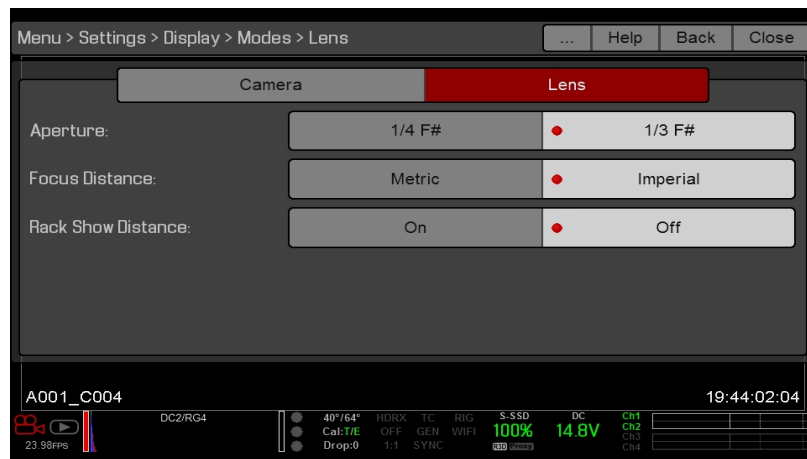 Menu > Settings > Display > Modes > Lens ... Help Back Close
Camera Lens
Aperture: 1/4 F# 1/3 F#
Focus Distance: Metric Imperial
Rack Show Distance: On Off
A001_C004 19:44:02:04
DC2/RG4 40°/64° HDRX TC RIG S-SSD DC Ch1
Cal:T/E OFF GEN WIFI 100% 14.8V Ch2
23.98FPS Drop:0 1:1 SYNC R3D Proxy Ch3
Ch4